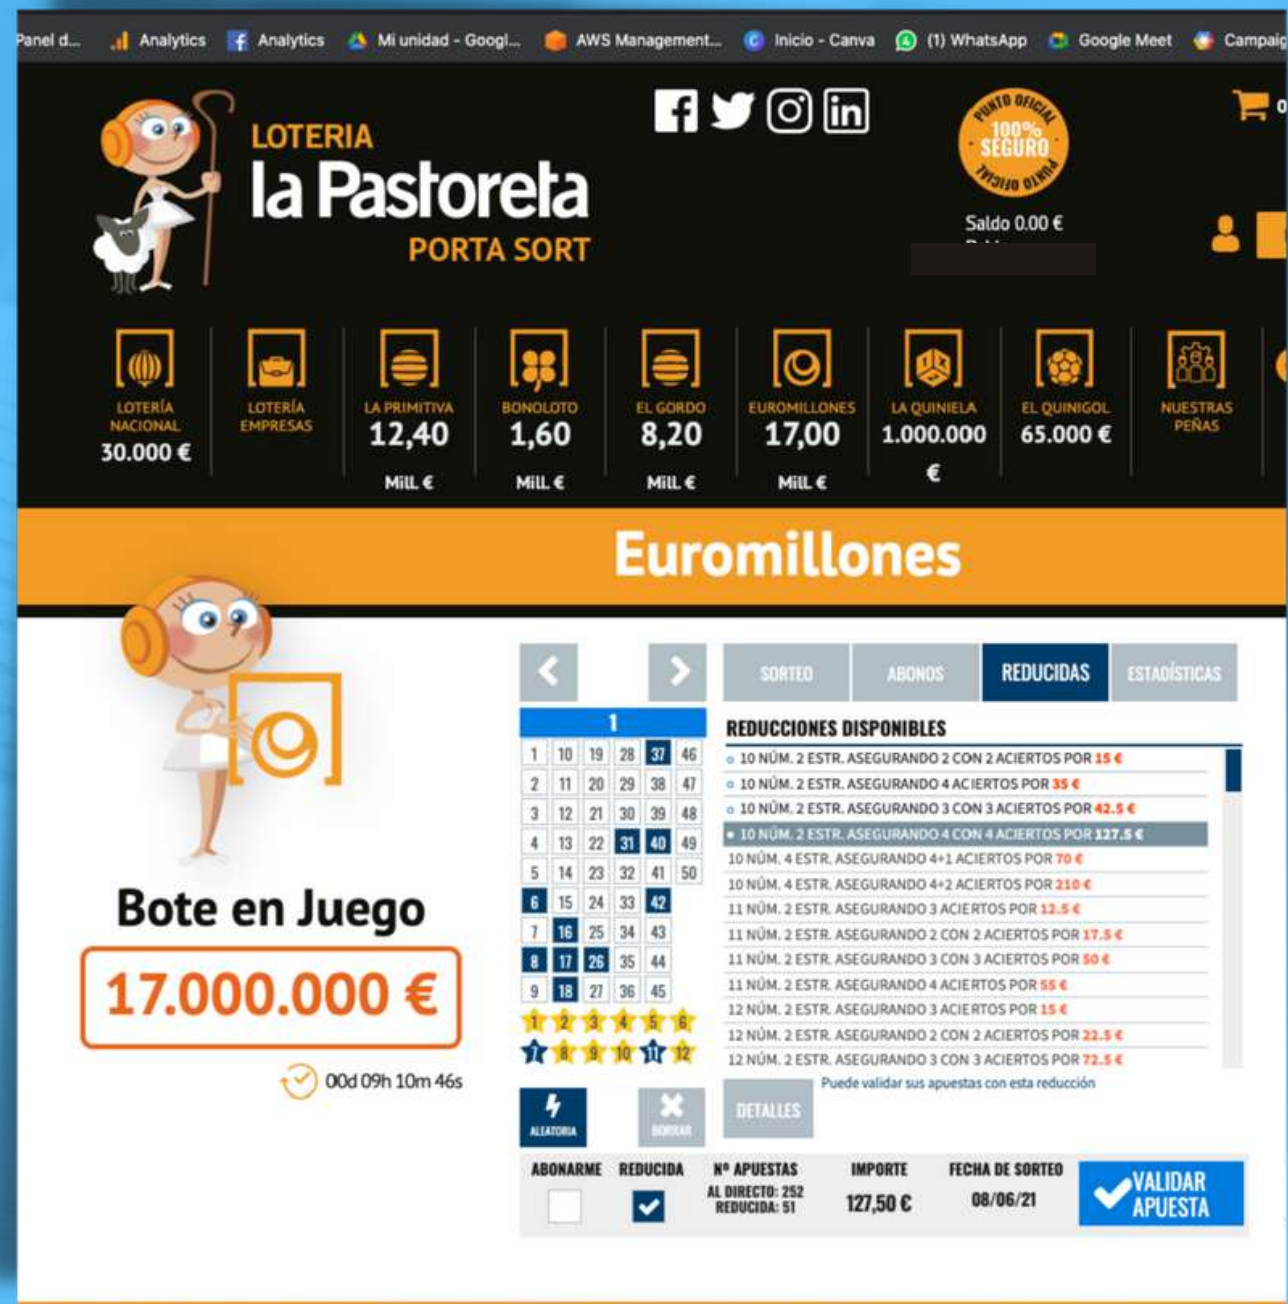 Panel d...
Analytics
Analytics
Mi unidad - Googl...
AWS Management...
Inicio - Canva
(1) WhatsApp
Google Meet
LOTERIA
la Pastoreta
PORTA SORT
PUNTO OFICIAL
100%
SEGURO
PUNTO OFICIAL
0
Saldo 0.00 €
LOTERÍA
NACIONAL
30.000 €
LOTERÍA
EMPRESAS
LA PRIMITIVA
12,40
Mill. €
BONOLOTO
1,60
Mill. €
EL GORDO
8,20
Mill. €
EUROMILLONES
17,00
Mill. €
LA QUINIELA
1.000.000
€
EL QUINIGOL
65.000 €
NUESTRAS
PEÑAS
Euromillones
Bote en Juego
17.000.000 €
00d 09h 10m 46s
1
1 10 19 28 37 46
2 11 20 29 38 47
3 12 21 30 39 48
4 13 22 31 40 49
5 14 23 32 41 50
6 15 24 33 42
7 16 25 34 43
8 17 26 35 44
9 18 27 36 45
1 2 3 4 5 6
7 8 9 10 11 12
ALEATORIA
BORRAR
SORTEO
ABONOS
REDUCIDAS
ESTADÍSTICAS
REDUCCIONES DISPONIBLES
10 NÚM. 2 ESTR. ASEGURANDO 2 CON 2 ACIERTOS POR 15 €
10 NÚM. 2 ESTR. ASEGURANDO 4 ACIERTOS POR 35 €
10 NÚM. 2 ESTR. ASEGURANDO 3 CON 3 ACIERTOS POR 42.5 €
10 NÚM. 2 ESTR. ASEGURANDO 4 CON 4 ACIERTOS POR 127.5 €
10 NÚM. 4 ESTR. ASEGURANDO 4+1 ACIERTOS POR 70 €
10 NÚM. 4 ESTR. ASEGURANDO 4+2 ACIERTOS POR 210 €
11 NÚM. 2 ESTR. ASEGURANDO 3 ACIERTOS POR 12.5 €
11 NÚM. 2 ESTR. ASEGURANDO 2 CON 2 ACIERTOS POR 17.5 €
11 NÚM. 2 ESTR. ASEGURANDO 3 CON 3 ACIERTOS POR 50 €
11 NÚM. 2 ESTR. ASEGURANDO 4 ACIERTOS POR 55 €
12 NÚM. 2 ESTR. ASEGURANDO 3 ACIERTOS POR 15 €
12 NÚM. 2 ESTR. ASEGURANDO 2 CON 2 ACIERTOS POR 22.5 €
12 NÚM. 2 ESTR. ASEGURANDO 3 CON 3 ACIERTOS POR 72.5 €
Puede validar sus apuestas con esta reducción
DETALLES
ABONARME
REDUCIDA
Nº APUESTAS
AL DIRECTO: 252
REDUCIDA: 51
IMPORTE
127,50 €
FECHA DE SORTEO
08/06/21
VALIDAR
APUESTA